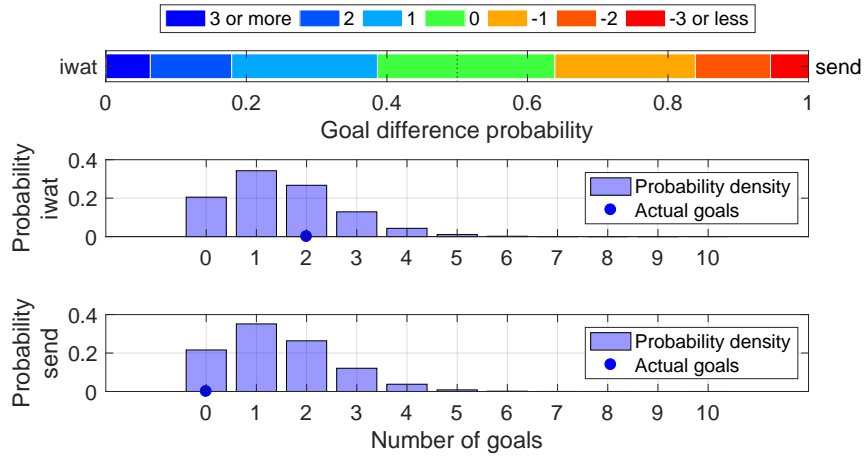 3 or more 2 1 0 -1 -2 -3 or less
iwat send
0 0.2 0.4 0.6 0.8 1
Goal difference probability
Probability
iwat
0.4
0.2
0
Probability density
Actual goals
0 1 2 3 4 5 6 7 8 9 10
Probability
send
0.4
0.2
0
Probability density
Actual goals
0 1 2 3 4 5 6 7 8 9 10
Number of goals